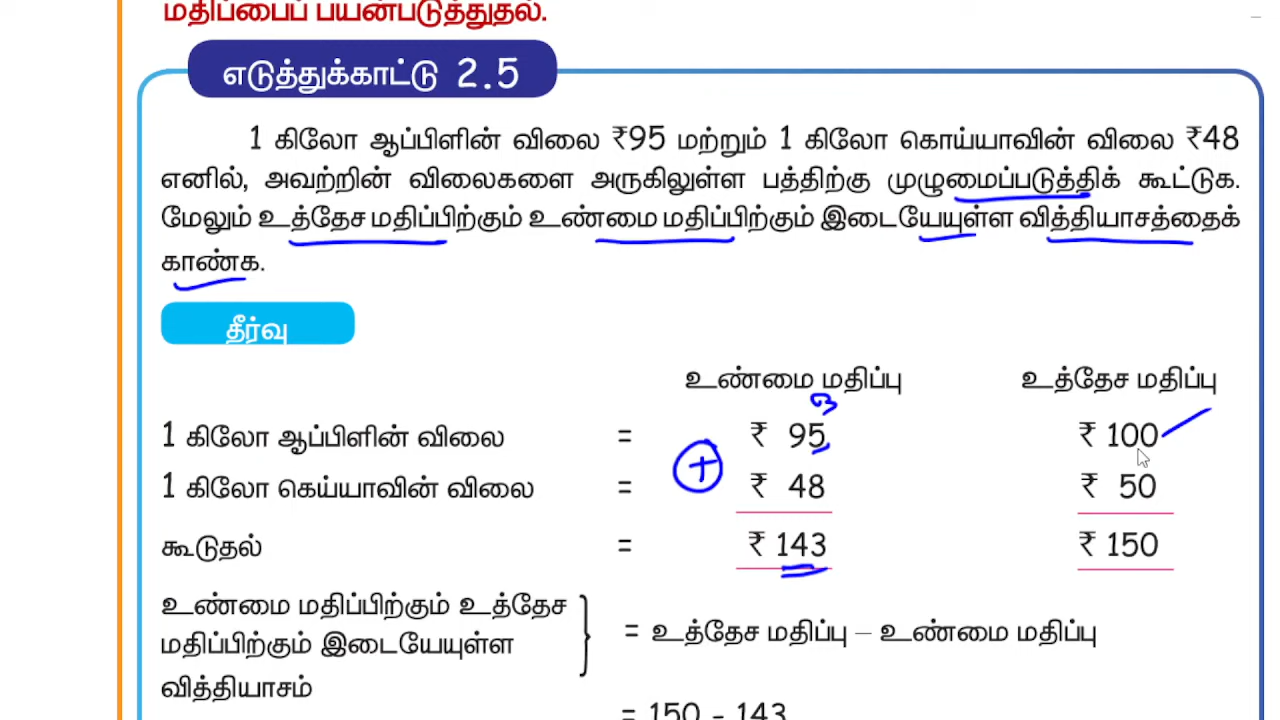 மதிப்பைப் பயன்படுத்துதல்.
எடுத்துக்காட்டு 2.5
1 கிலோ ஆப்பிளின் விலை ₹95 மற்றும் 1 கிலோ கொய்யாவின் விலை ₹48
எனில், அவற்றின் விலைகளை அருகிலுள்ள பத்திற்கு முழுமைப்படுத்திக் கூட்டுக.
மேலும் உத்தேச மதிப்பிற்கும் உண்மை மதிப்பிற்கும் இடையேயுள்ள வித்தியாசத்தைக்
காண்க.
தீர்வு
உண்மை மதிப்பு உத்தேச மதிப்பு
1 கிலோ ஆப்பிளின் விலை = ₹ 95 ₹ 100
+
1 கிலோ கெய்யாவின் விலை = ₹ 48 ₹ 50
கூடுதல் = ₹ 143 ₹ 150
உண்மை மதிப்பிற்கும் உத்தேச
மதிப்பிற்கும் இடையேயுள்ள } = உத்தேச மதிப்பு – உண்மை மதிப்பு
வித்தியாசம்
= 150 - 143